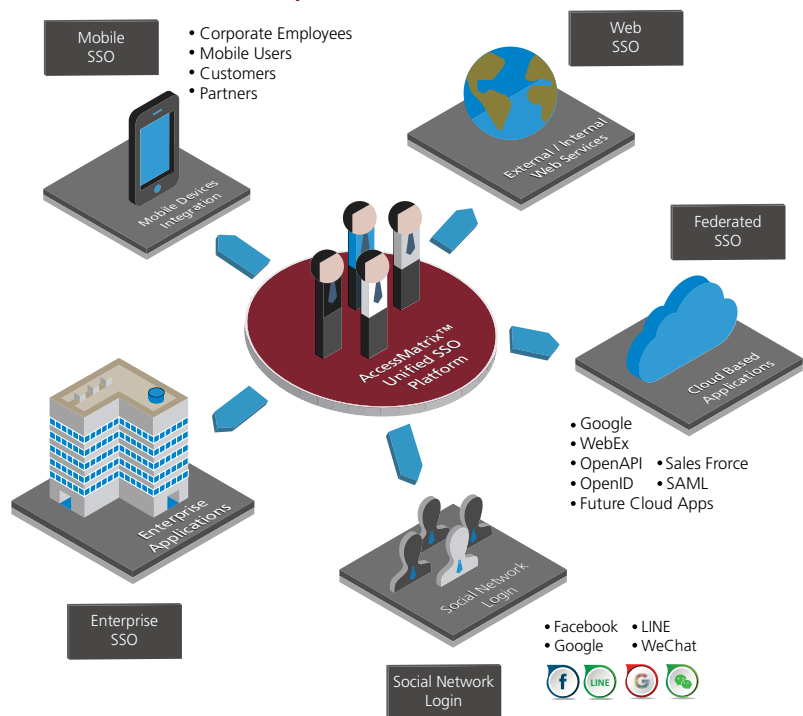 Mobile
SSO
• Corporate Employees
• Mobile Users
• Customers
• Partners
Web
SSO
Mobile Devices
Integration
External / Internal
Web Services
Federated
SSO
AccessMatrix™
Unified SSO
Platform
Cloud Based
Applications
• Google
• WebEx
• OpenAPI • Sales Frorce
• OpenID • SAML
• Future Cloud Apps
Enterprise
Applications
Social Network
Login
Enterprise
SSO
• Facebook • LINE
• Google • WeChat
Social Network
Login
f LINE G